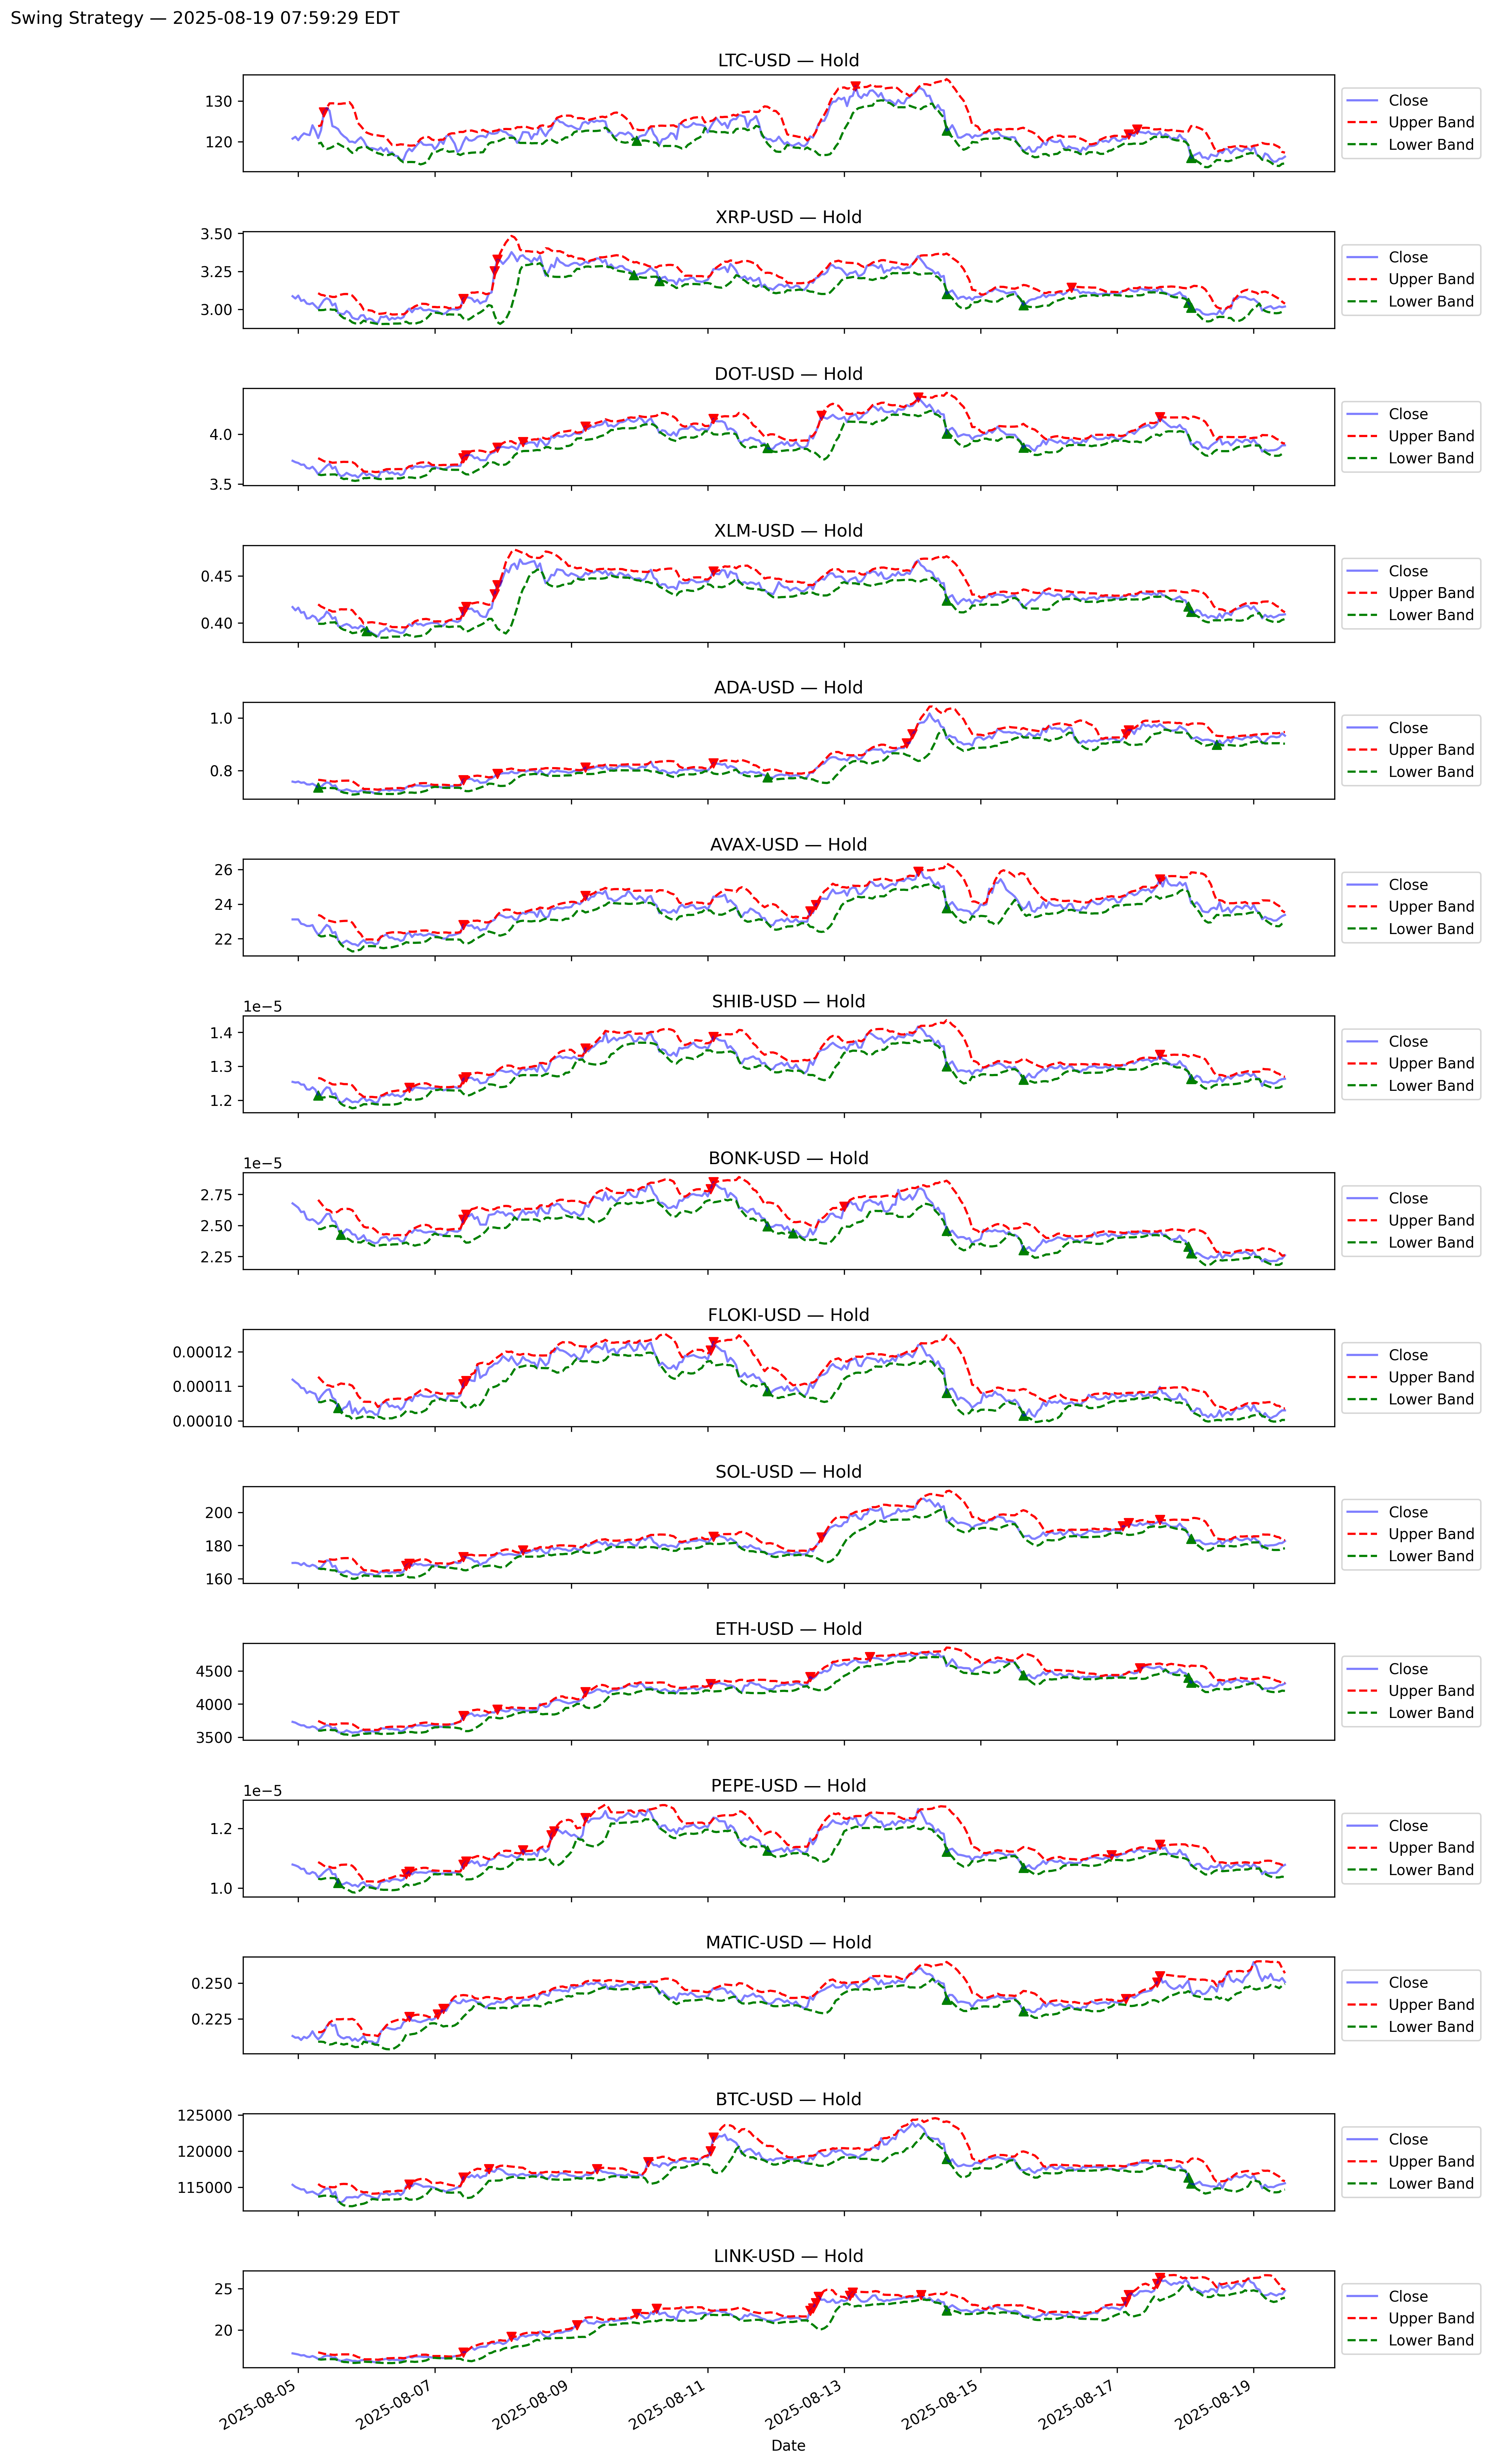 Swing Strategy — 2025-08-19 07:59:29 EDT
LTC-USD — Hold
130
120
Close
Upper Band
Lower Band
XRP-USD — Hold
3.50
3.25
3.00
Close
Upper Band
Lower Band
DOT-USD — Hold
4.0
3.5
Close
Upper Band
Lower Band
XLM-USD — Hold
0.45
0.40
Close
Upper Band
Lower Band
ADA-USD — Hold
1.0
0.8
Close
Upper Band
Lower Band
AVAX-USD — Hold
26
24
22
Close
Upper Band
Lower Band
SHIB-USD — Hold
1e−5
1.4
1.3
1.2
Close
Upper Band
Lower Band
BONK-USD — Hold
1e−5
2.75
2.50
2.25
Close
Upper Band
Lower Band
FLOKI-USD — Hold
0.00012
0.00011
0.00010
Close
Upper Band
Lower Band
SOL-USD — Hold
200
180
160
Close
Upper Band
Lower Band
ETH-USD — Hold
4500
4000
3500
Close
Upper Band
Lower Band
PEPE-USD — Hold
1e−5
1.2
1.0
Close
Upper Band
Lower Band
MATIC-USD — Hold
0.250
0.225
Close
Upper Band
Lower Band
BTC-USD — Hold
125000
120000
115000
Close
Upper Band
Lower Band
LINK-USD — Hold
25
20
Close
Upper Band
Lower Band
2025-08-05
2025-08-07
2025-08-09
2025-08-11
2025-08-13
2025-08-15
2025-08-17
2025-08-19
Date